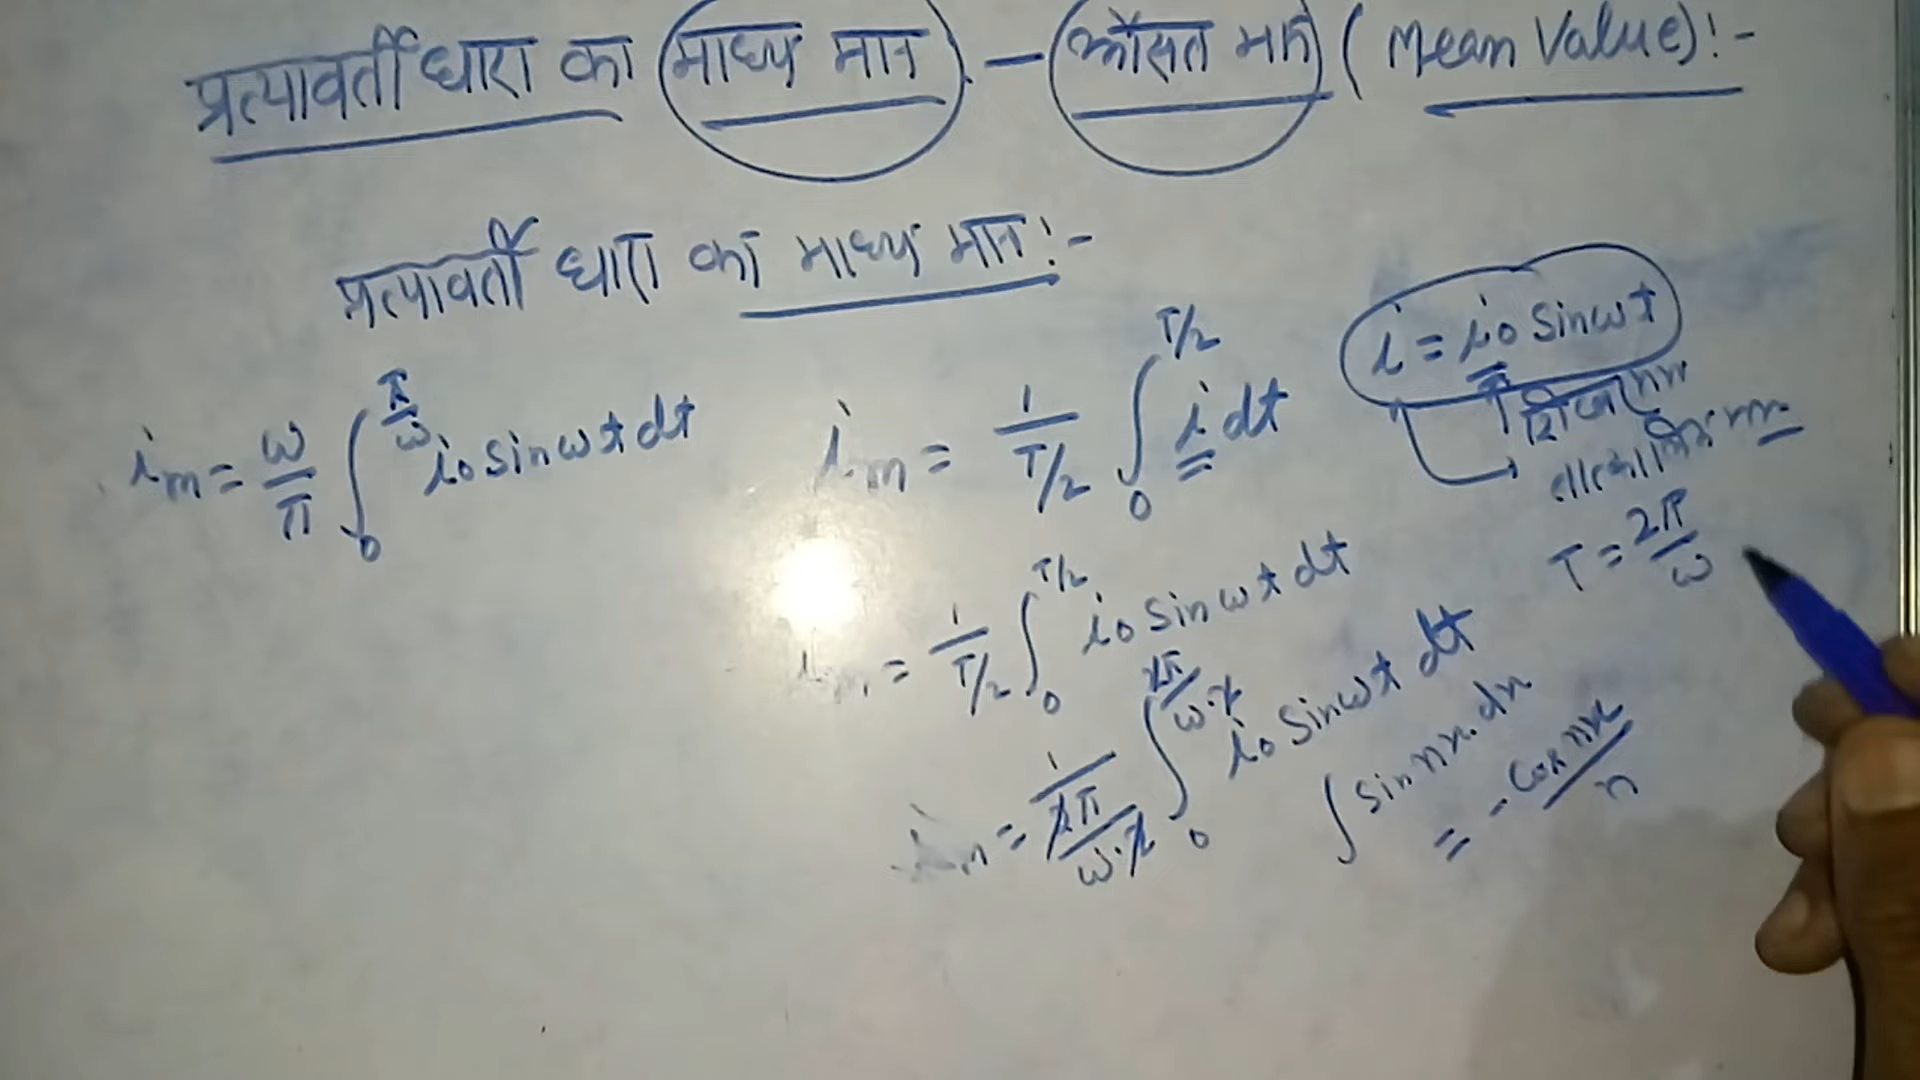 प्रत्यावर्ती धारा का माध्य मान - औसत मान ( Mean Value):-
प्रत्यावर्ती धारा का माध्य मान:-
i = i₀ sinωt
iₘ = ω/π ∫₀^(π/ω) i₀ sinωt dt
iₘ = 1/(T/2) ∫₀^(T/2) i dt
T = 2π/ω
iₘ = 1/(T/2) ∫₀^(T/2) i₀ sinωt dt
iₘ = 1/(2π/ω.2) ∫₀^(2π/ω.2) i₀ sinωt dt
∫ sin nx. dx
= - cos nx/n